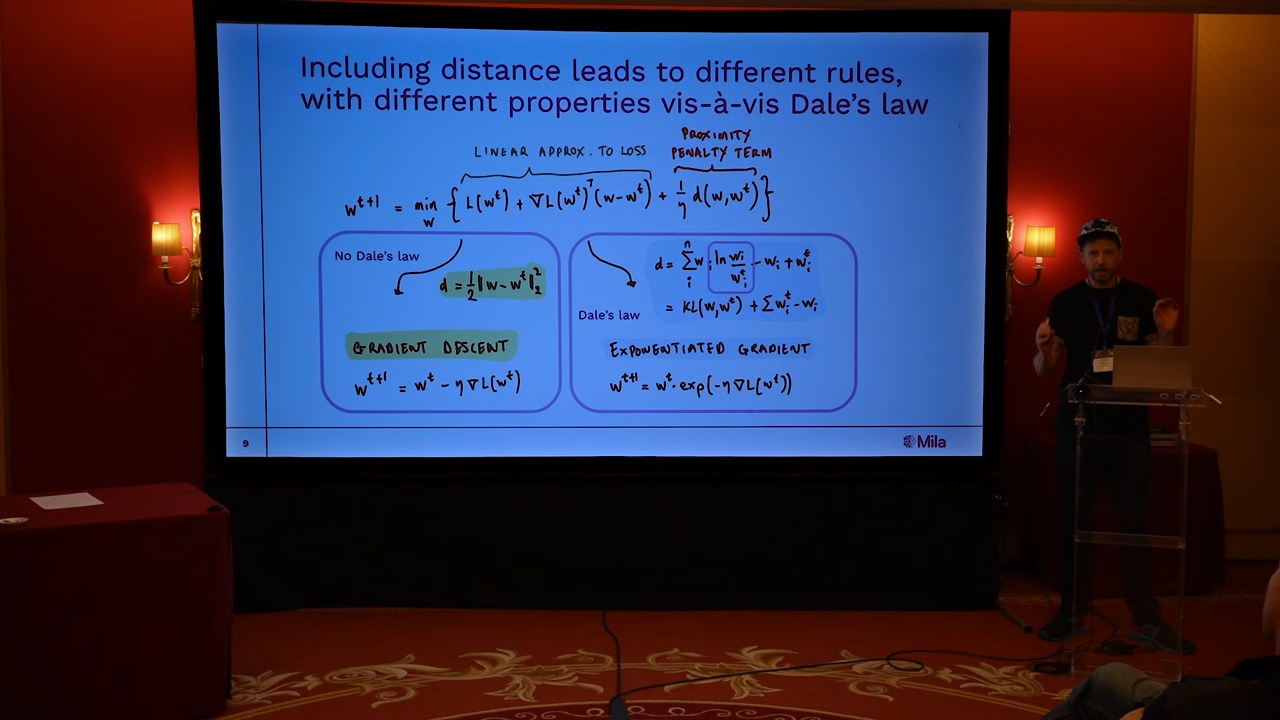 Including distance leads to different rules,
with different properties vis-à-vis Dale's law
LINEAR APPROX. TO LOSS
PROXIMITY
PENALTY TERM
w^{t+1} = min_w { L(w^t) + ∇L(w^t)^T (w-w^t) + 1/η d(w,w^t) }
No Dale's law
d = 1/2 ||w - w^t||_2^2
GRADIENT DESCENT
w^{t+1} = w^t - η∇L(w^t)
d = Σ_i^n w_i ln w_i/w_i^t - w_i + w_i^t
= KL(w,w^t) + Σ w_i^t - w_i
Dale's law
EXPONENTIATED GRADIENT
w^{t+1} = w^t · exp(-η∇L(w^t))
9
Mila